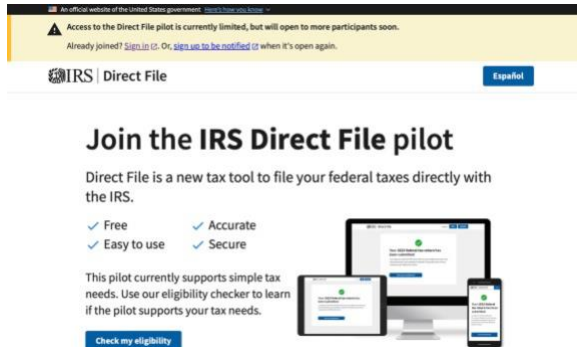 An official website of the United States government Here's how you know
Access to the Direct File pilot is currently limited, but will open to more participants soon.
Already joined? Sign in. Or, sign up to be notified when it's open again.
IRS | Direct File
Español
Join the IRS Direct File pilot
Direct File is a new tax tool to file your federal taxes directly with
the IRS.
Free
Accurate
Easy to use
Secure
This pilot currently supports simple tax
needs. Use our eligibility checker to learn
if the pilot supports your tax needs.
Check my eligibility